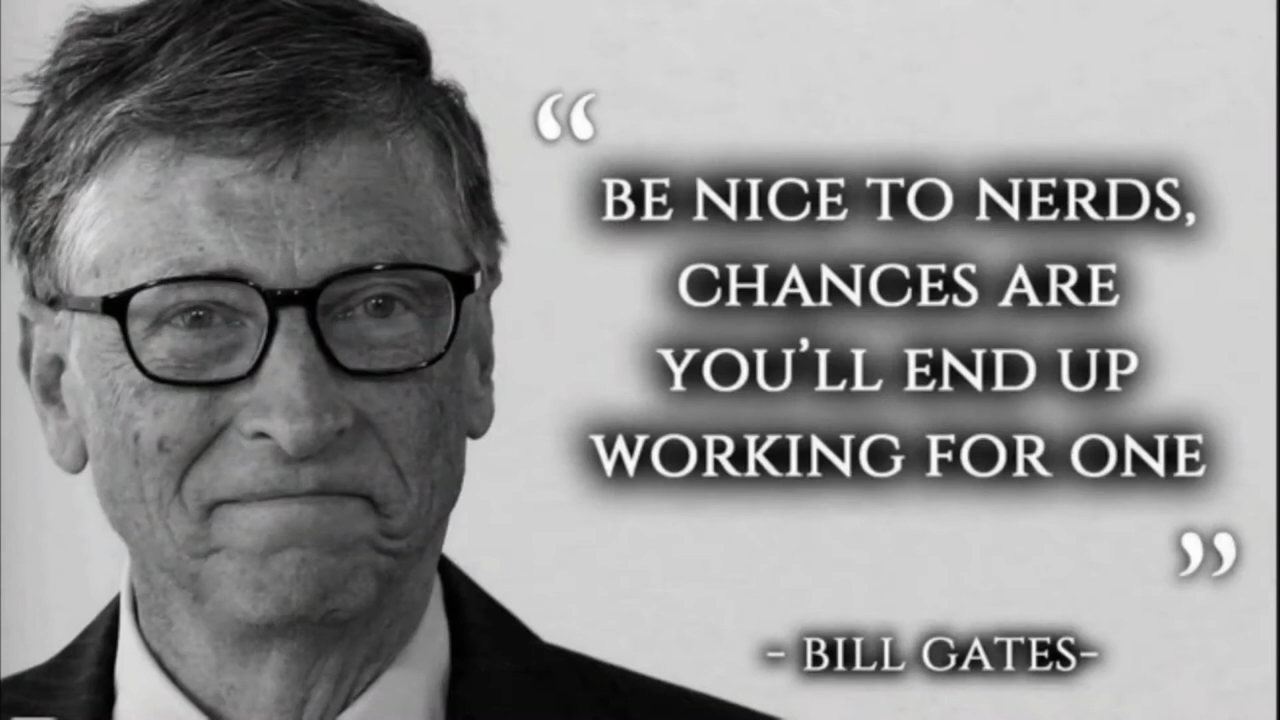 “
BE NICE TO NERDS,
CHANCES ARE
YOU’LL END UP
WORKING FOR ONE
”
- BILL GATES-